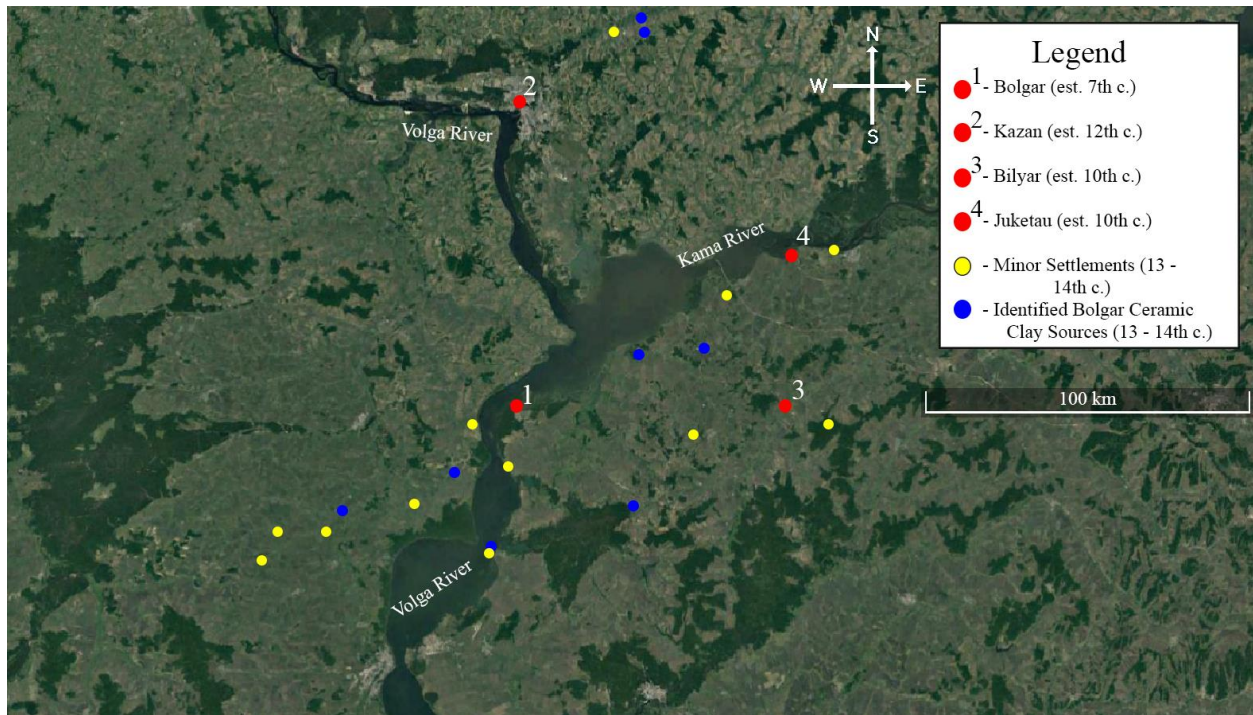 N
W E
S
Legend
1 - Bolgar (est. 7th c.)
2 - Kazan (est. 12th c.)
3 - Bilyar (est. 10th c.)
4 - Juketau (est. 10th c.)
- Minor Settlements (13 -
14th c.)
- Identified Bolgar Ceramic
Clay Sources (13 - 14th c.)
100 km
2
Volga River
Kama River
4
1
3
Volga River